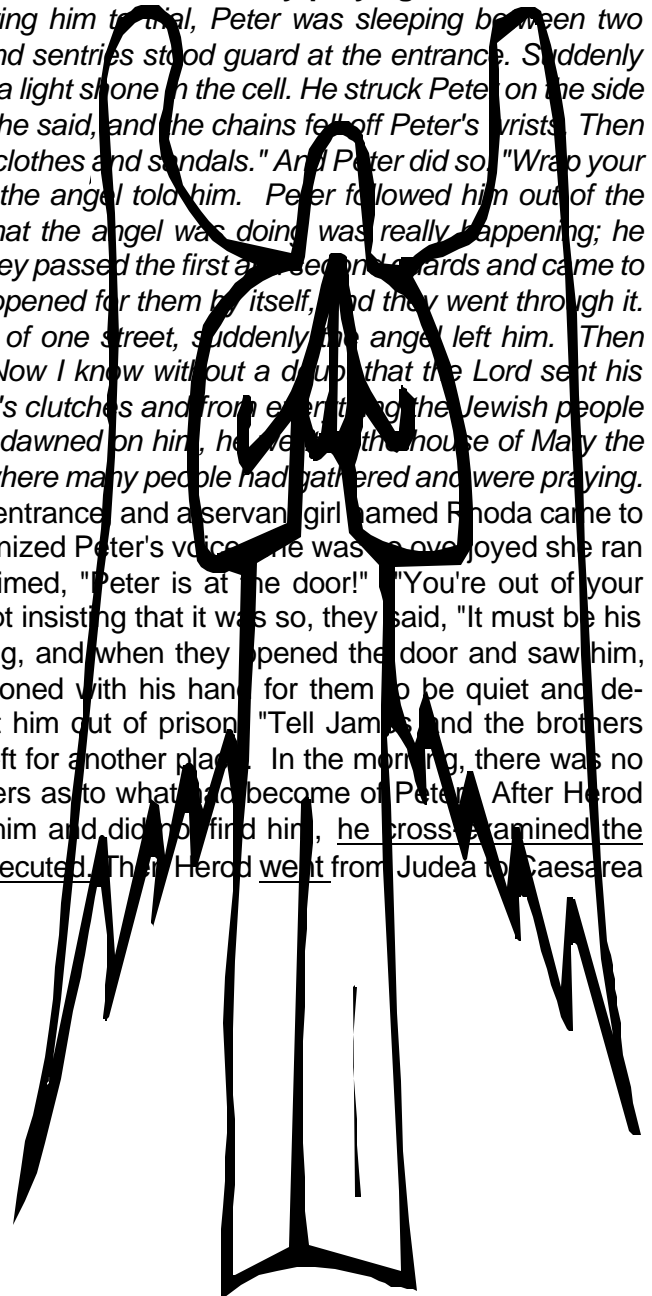 ring him to trial, Peter was sleeping between two
nd sentries stood guard at the entrance. Suddenly
a light shone in the cell. He struck Peter on the side
he said, and the chains fell off Peter's wrists. Then
clothes and sandals." And Peter did so. "Wrap your
the angel told him. Peter followed him out of the
hat the angel was doing was really happening; he
ey passed the first and second guards and came to
opened for them by itself, and they went through it.
of one street, suddenly the angel left him. Then
Now I know without a doubt that the Lord sent his
's clutches and from everything the Jewish people
dawned on him, he went to the house of Mary the
where many people had gathered and were praying.
entrance, and a servant girl named Rhoda came to
nized Peter's voice, she was so overjoyed she ran
imed, "Peter is at the door!" "You're out of your
ot insisting that it was so, they said, "It must be his
g, and when they opened the door and saw him,
oned with his hand for them to be quiet and de-
t him out of prison. "Tell James and the brothers
ft for another place. In the morning, there was no
ers as to what had become of Peter. After Herod
him and did not find him, he cross-examined the
ecuted. Then Herod went from Judea to Caesarea